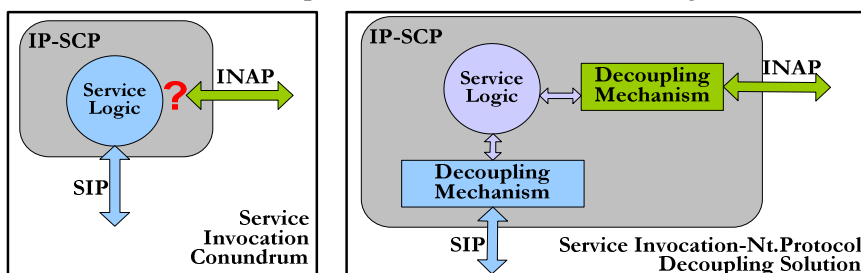 IP-SCP
Service
Logic
?
INAP
SIP
Service
Invocation
Conundrum
IP-SCP
Service
Logic
Decoupling
Mechanism
INAP
Decoupling
Mechanism
SIP
Service Invocation-Nt.Protocol
Decoupling Solution